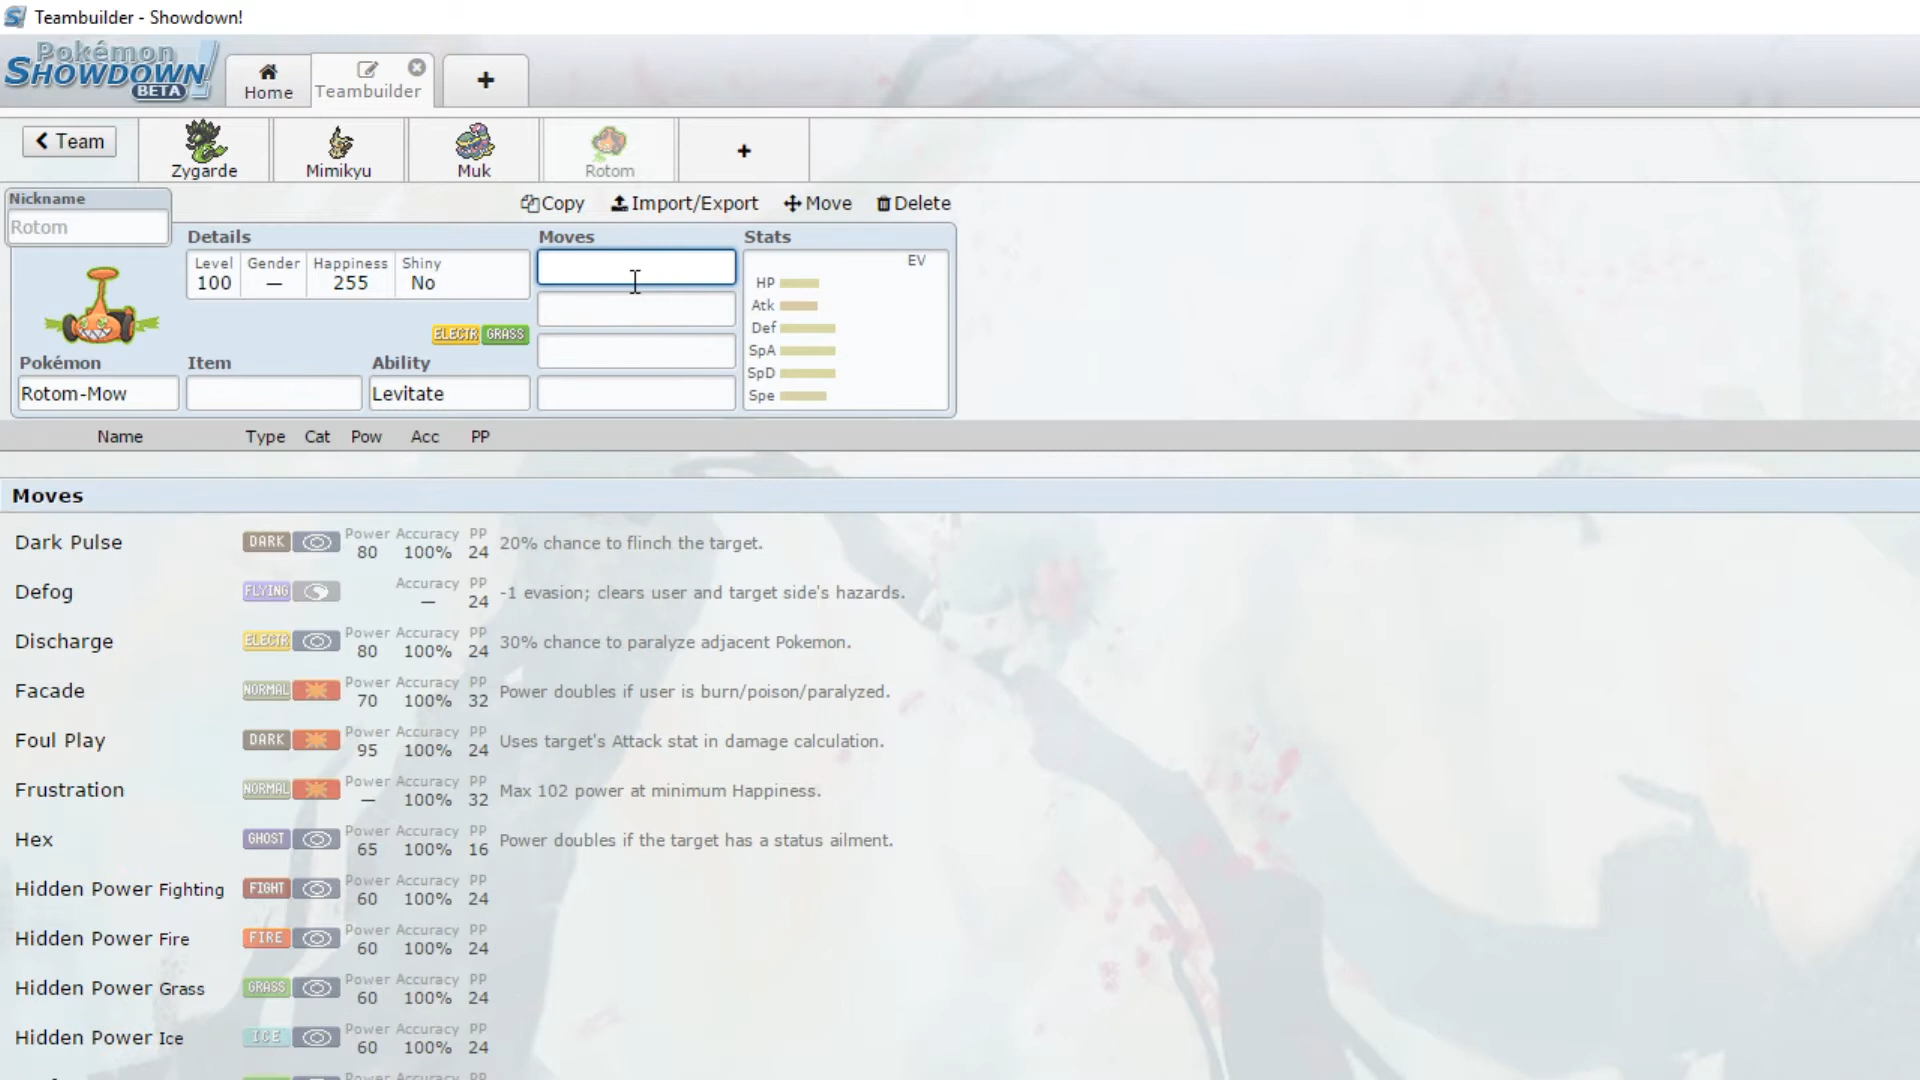 Teambuilder - Showdown!
Pokémon
SHOWDOWN!
BETA
Home
Teambuilder
+
< Team
Zygarde
Mimikyu
Muk
Rotom
+
Nickname
Rotom
Copy
Import/Export
Move
Delete
Details
Moves
Stats
Level
100
Gender
—
Happiness
255
Shiny
No
EV
HP
Atk
Def
SpA
SpD
Spe
ELECTR GRASS
Pokémon
Rotom-Mow
Item
Ability
Levitate
Name Type Cat Pow Acc PP
Moves
Dark Pulse DARK Power 80 Accuracy 100% PP 24 20% chance to flinch the target.
Defog FLYING Accuracy — PP 24 -1 evasion; clears user and target side's hazards.
Discharge ELECTR Power 80 Accuracy 100% PP 24 30% chance to paralyze adjacent Pokemon.
Facade NORMAL Power 70 Accuracy 100% PP 32 Power doubles if user is burn/poison/paralyzed.
Foul Play DARK Power 95 Accuracy 100% PP 24 Uses target's Attack stat in damage calculation.
Frustration NORMAL Power — Accuracy 100% PP 32 Max 102 power at minimum Happiness.
Hex GHOST Power 65 Accuracy 100% PP 16 Power doubles if the target has a status ailment.
Hidden Power Fighting FIGHT Power 60 Accuracy 100% PP 24
Hidden Power Fire FIRE Power 60 Accuracy 100% PP 24
Hidden Power Grass GRASS Power 60 Accuracy 100% PP 24
Hidden Power Ice ICE Power 60 Accuracy 100% PP 24
Power Accuracy PP